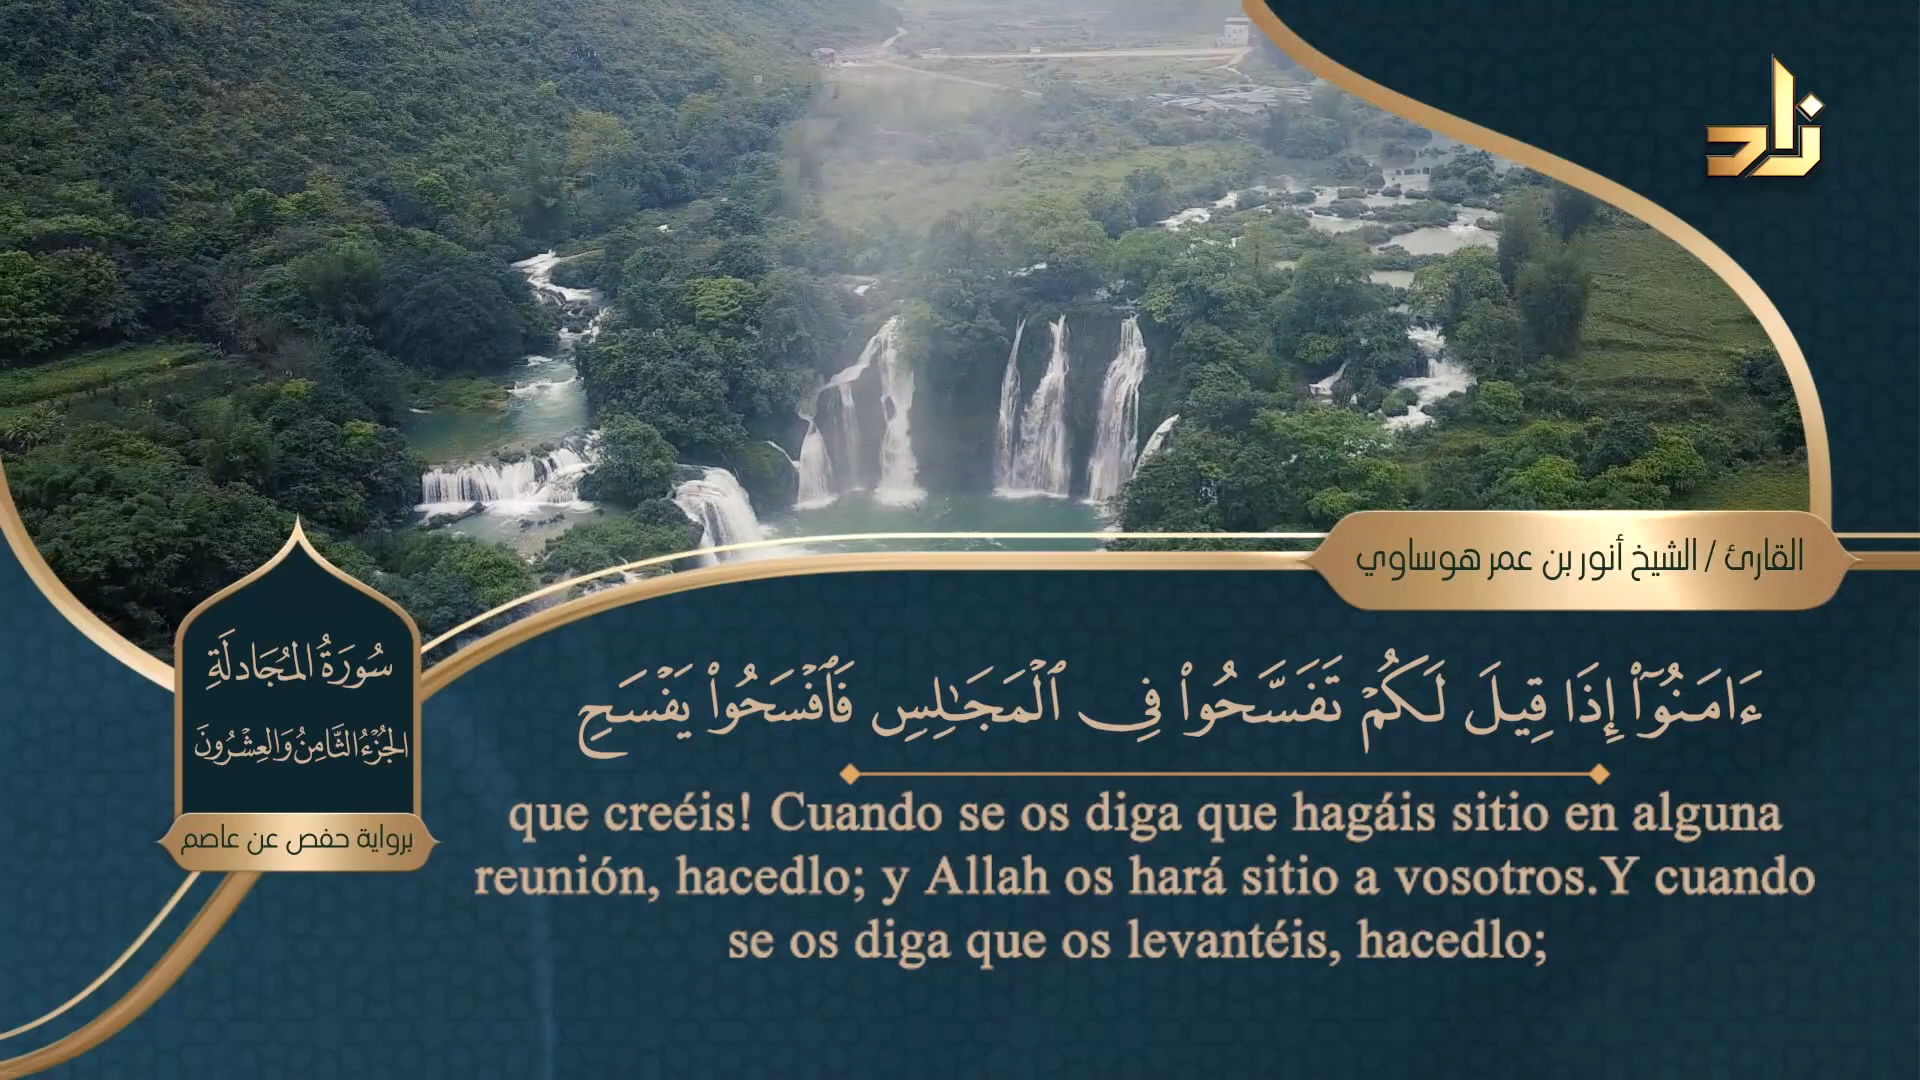 زاد
القارئ / الشيخ أنور بن عمر هوساوي
سُورَةُ المُجَادلَةِ
الجُزْءُ الثَّامِنُ وَالعِشْرُونَ
برواية حفص عن عاصم
ءَامَنُوٓا۟ إِذَا قِيلَ لَكُمْ تَفَسَّحُوا۟ فِى ٱلْمَجَـٰلِسِ فَٱفْسَحُوا۟ يَفْسَحِ
que creéis! Cuando se os diga que hagáis sitio en alguna
reunión, hacedlo; y Allah os hará sitio a vosotros.Y cuando
se os diga que os levantéis, hacedlo;